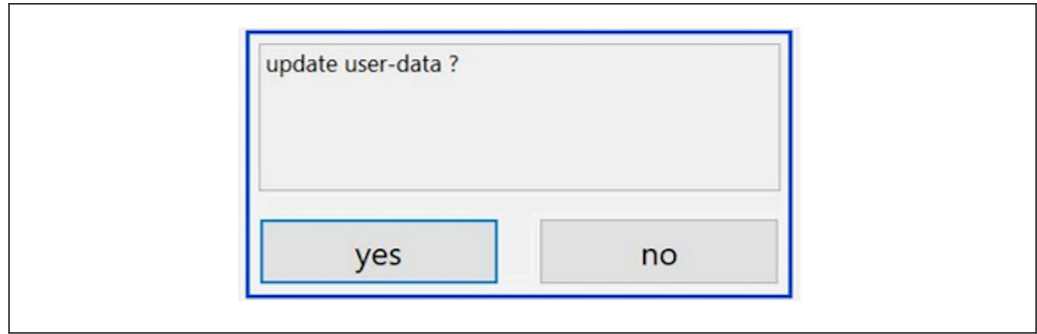 update user-data ?
yes no